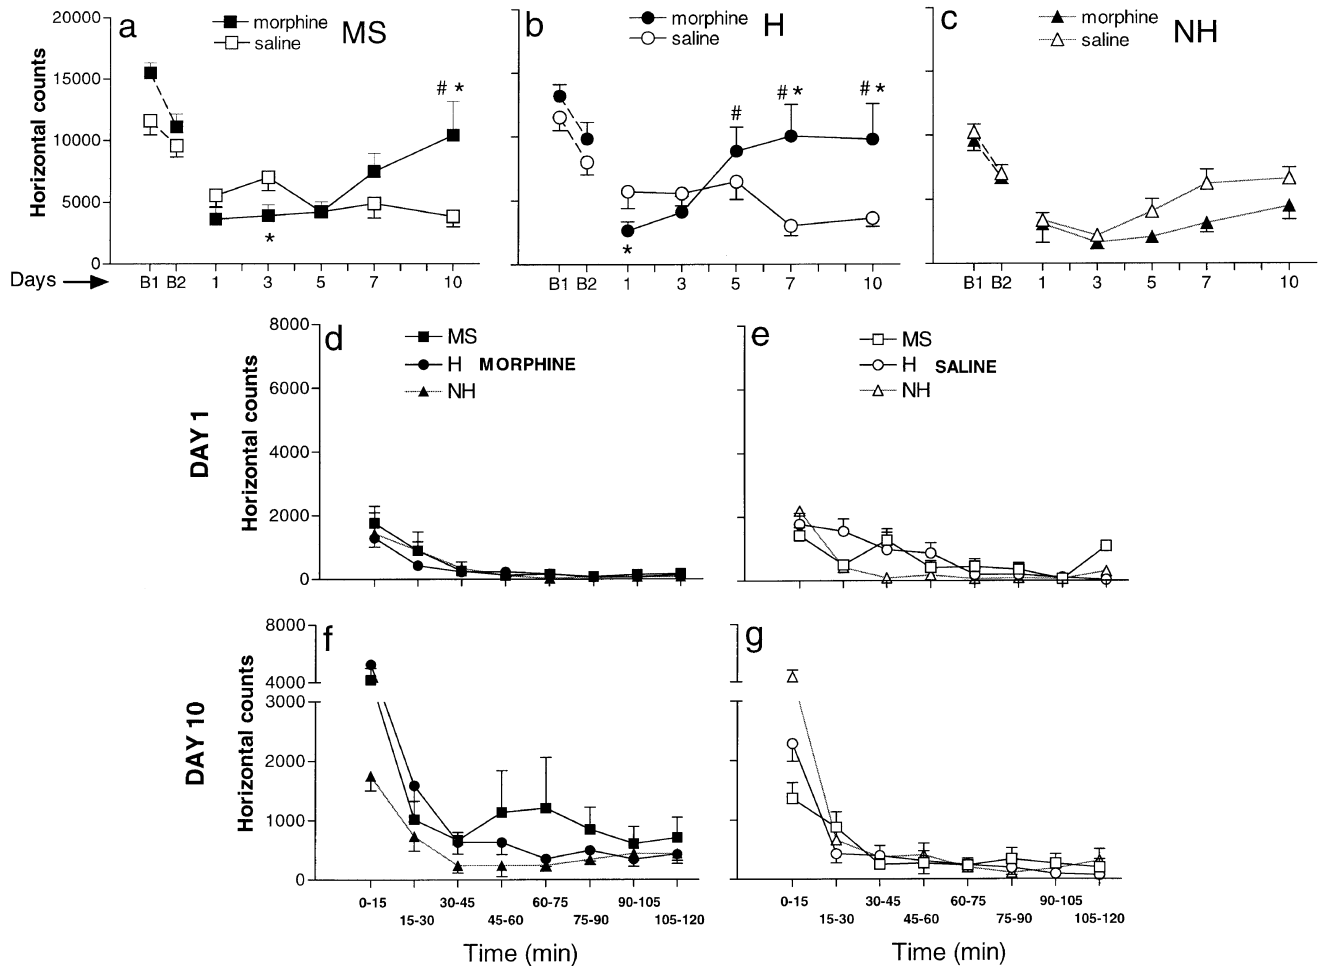 a
morphine
saline
MS
Horizontal counts
20000
15000
10000
5000
0
# *
*
Days
B1 B2 1 3 5 7 10
b
morphine
saline
H
#
# *
# *
*
B1 B2 1 3 5 7 10
c
morphine
saline
NH
B1 B2 1 3 5 7 10
DAY 1
Horizontal counts
8000
6000
4000
2000
0
d
MS
H MORPHINE
NH
e
MS
H SALINE
NH
DAY 10
Horizontal counts
8000
4000
3000
2000
1000
0
f
0-15 30-45 60-75 90-105
15-30 45-60 75-90 105-120
Time (min)
g
0-15 30-45 60-75 90-105
15-30 45-60 75-90 105-120
Time (min)